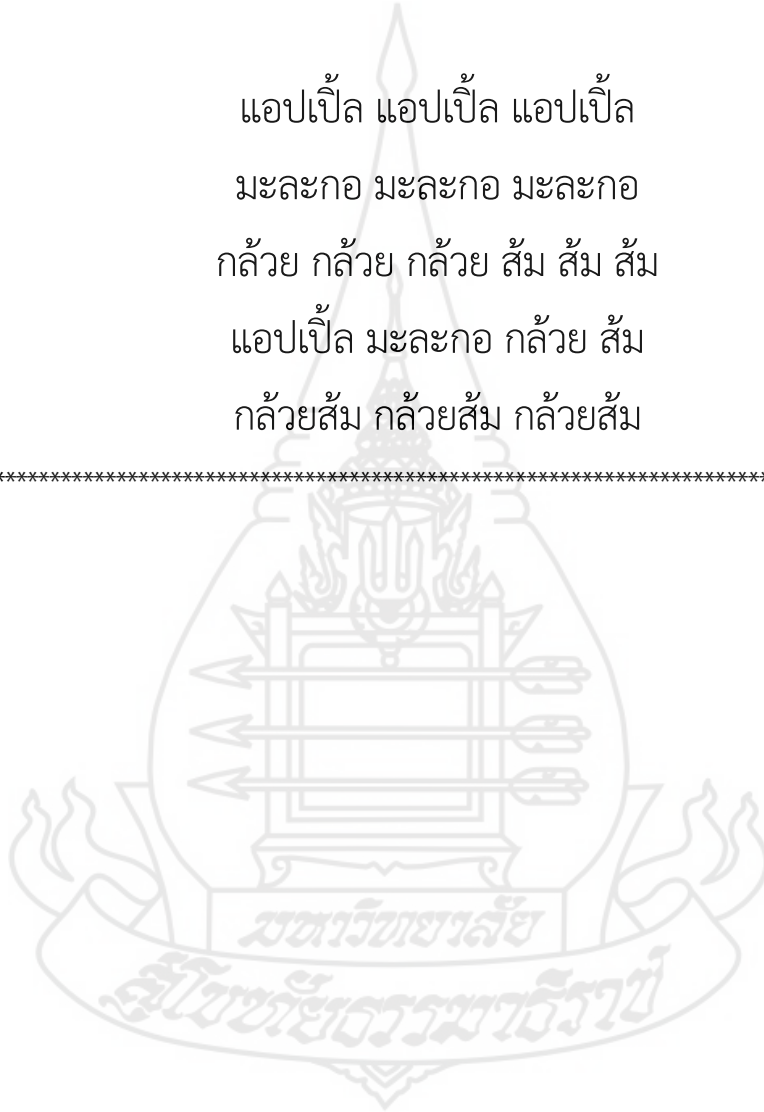 แอปเปิ้ล แอปเปิ้ล แอปเปิ้ล
มะละกอ มะละกอ มะละกอ
กล้วย กล้วย กล้วย ส้ม ส้ม ส้ม
แอปเปิ้ล มะละกอ กล้วย ส้ม
กล้วยส้ม กล้วยส้ม กล้วยส้ม
มหาวิทยาลัย
สุโขทัยธรรมาธิราช